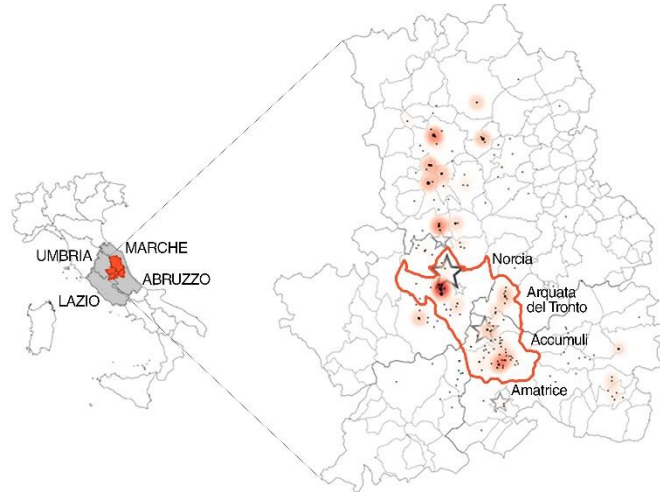 MARCHE
UMBRIA
ABRUZZO
LAZIO
Norcia
Arquata
del Tronto
Accumuli
Amatrice